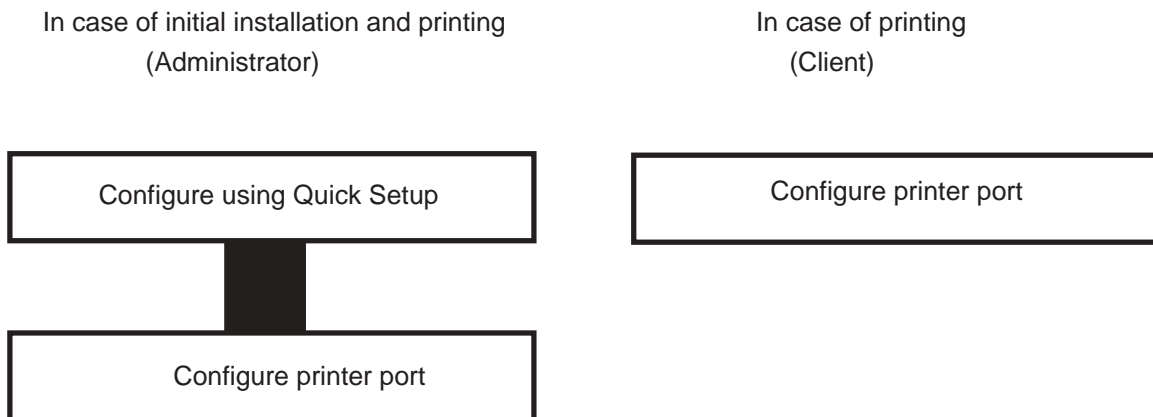 In case of initial installation and printing
(Administrator)
Configure using Quick Setup
Configure printer port
In case of printing
(Client)
Configure printer port